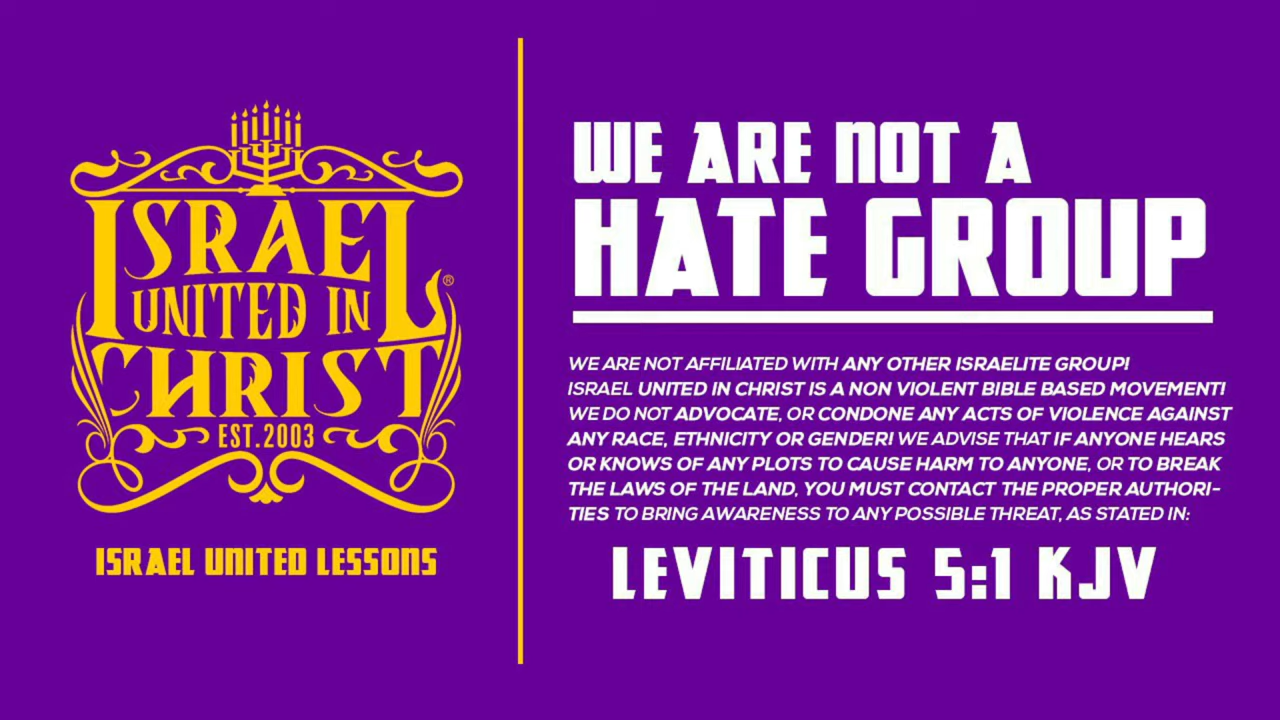 ISRAEL
UNITED IN
CHRIST
®
EST.2003
ISRAEL UNITED LESSONS
WE ARE NOT A
HATE GROUP
WE ARE NOT AFFILIATED WITH ANY OTHER ISRAELITE GROUP!
ISRAEL UNITED IN CHRIST IS A NON VIOLENT BIBLE BASED MOVEMENT!
WE DO NOT ADVOCATE, OR CONDONE ANY ACTS OF VIOLENCE AGAINST
ANY RACE, ETHNICITY OR GENDER! WE ADVISE THAT IF ANYONE HEARS
OR KNOWS OF ANY PLOTS TO CAUSE HARM TO ANYONE, OR TO BREAK
THE LAWS OF THE LAND, YOU MUST CONTACT THE PROPER AUTHORI-
TIES TO BRING AWARENESS TO ANY POSSIBLE THREAT, AS STATED IN:
LEVITICUS 5:1 KJV